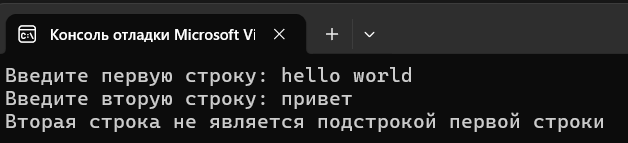 Консоль отладки Microsoft Vi
Введите первую строку: hello world
Введите вторую строку: привет
Вторая строка не является подстрокой первой строки